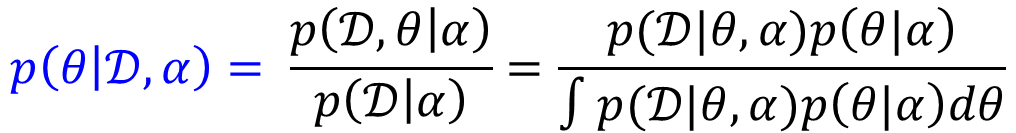 p(θ|𝒟, α) = p(𝒟, θ|α) / p(𝒟|α) = p(𝒟|θ, α)p(θ|α) / ∫ p(𝒟|θ, α)p(θ|α)dθ